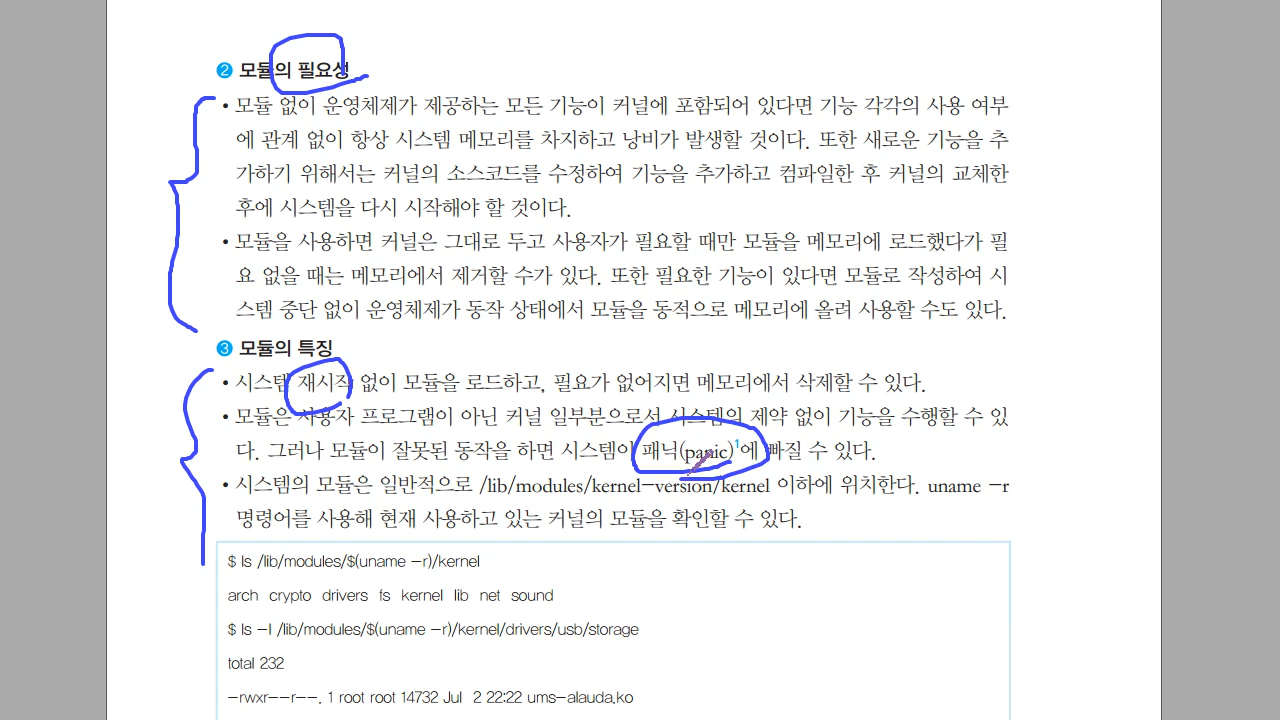 ❷ 모듈의 필요성
• 모듈 없이 운영체제가 제공하는 모든 기능이 커널에 포함되어 있다면 기능 각각의 사용 여부
에 관계 없이 항상 시스템 메모리를 차지하고 낭비가 발생할 것이다. 또한 새로운 기능을 추
가하기 위해서는 커널의 소스코드를 수정하여 기능을 추가하고 컴파일한 후 커널의 교체한
후에 시스템을 다시 시작해야 할 것이다.
• 모듈을 사용하면 커널은 그대로 두고 사용자가 필요할 때만 모듈을 메모리에 로드했다가 필
요 없을 때는 메모리에서 제거할 수가 있다. 또한 필요한 기능이 있다면 모듈로 작성하여 시
스템 중단 없이 운영체제가 동작 상태에서 모듈을 동적으로 메모리에 올려 사용할 수도 있다.
❸ 모듈의 특징
• 시스템 재시작 없이 모듈을 로드하고, 필요가 없어지면 메모리에서 삭제할 수 있다.
• 모듈은 사용자 프로그램이 아닌 커널 일부분으로서 시스템의 제약 없이 기능을 수행할 수 있
다. 그러나 모듈이 잘못된 동작을 하면 시스템이 패닉(panic)¹에 빠질 수 있다.
• 시스템의 모듈은 일반적으로 /lib/modules/kernel-version/kernel 이하에 위치한다. uname -r
명령어를 사용해 현재 사용하고 있는 커널의 모듈을 확인할 수 있다.
$ ls /lib/modules/$(uname -r)/kernel
arch crypto drivers fs kernel lib net sound
$ ls -l /lib/modules/$(uname -r)/kernel/drivers/usb/storage
total 232
-rwxr--r--. 1 root root 14732 Jul 2 22:22 ums-alauda.ko